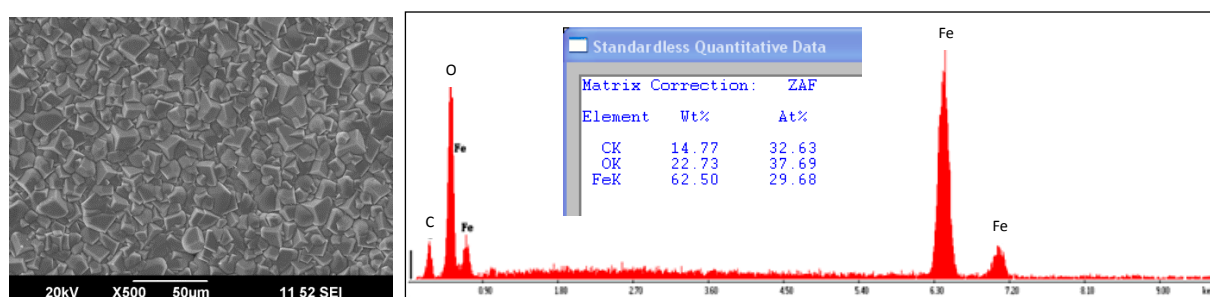 20kV X500 50µm 11 52 SEI
Standardless Quantitative Data
Matrix Correction: ZAF
Element Wt% At%
CK 14.77 32.63
OK 22.73 37.69
FeK 62.50 29.68
C
O
Fe
Fe
Fe
Fe
0.90 1.80 2.70 3.60 4.50 5.40 6.30 7.20 8.10 9.00